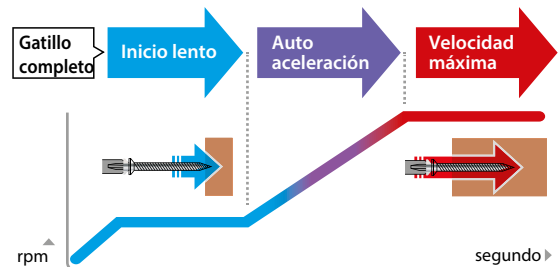 Gatillo
completo
Inicio lento
Auto
aceleración
Velocidad
máxima
rpm
segundo